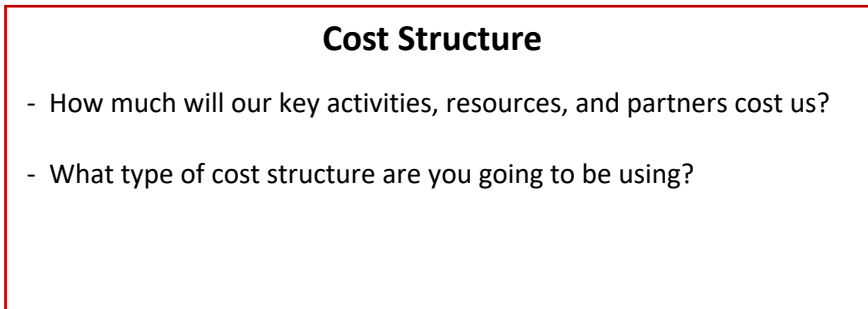 Cost Structure
- How much will our key activities, resources, and partners cost us?
- What type of cost structure are you going to be using?